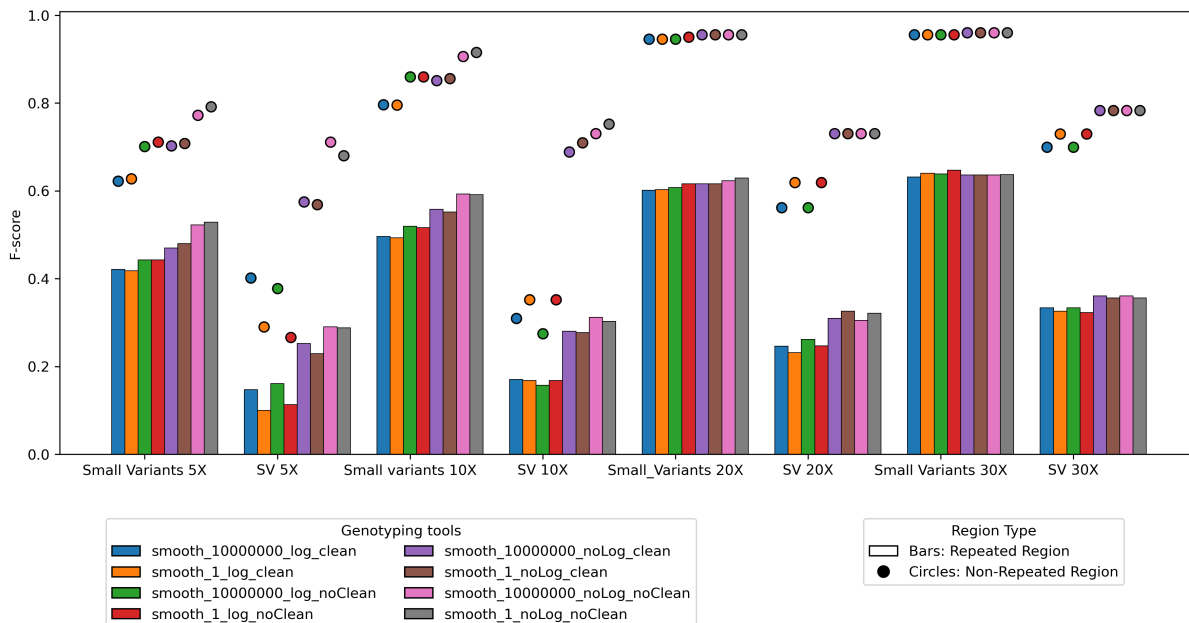 1.0
0.8
0.6
0.4
0.2
0.0
F-score
Small Variants 5X
SV 5X
Small variants 10X
SV 10X
Small_Variants 20X
SV 20X
Small Variants 30X
SV 30X
Genotyping tools
smooth_10000000_log_clean
smooth_1_log_clean
smooth_10000000_log_noClean
smooth_1_log_noClean
smooth_10000000_noLog_clean
smooth_1_noLog_clean
smooth_10000000_noLog_noClean
smooth_1_noLog_noClean
Region Type
Bars: Repeated Region
Circles: Non-Repeated Region